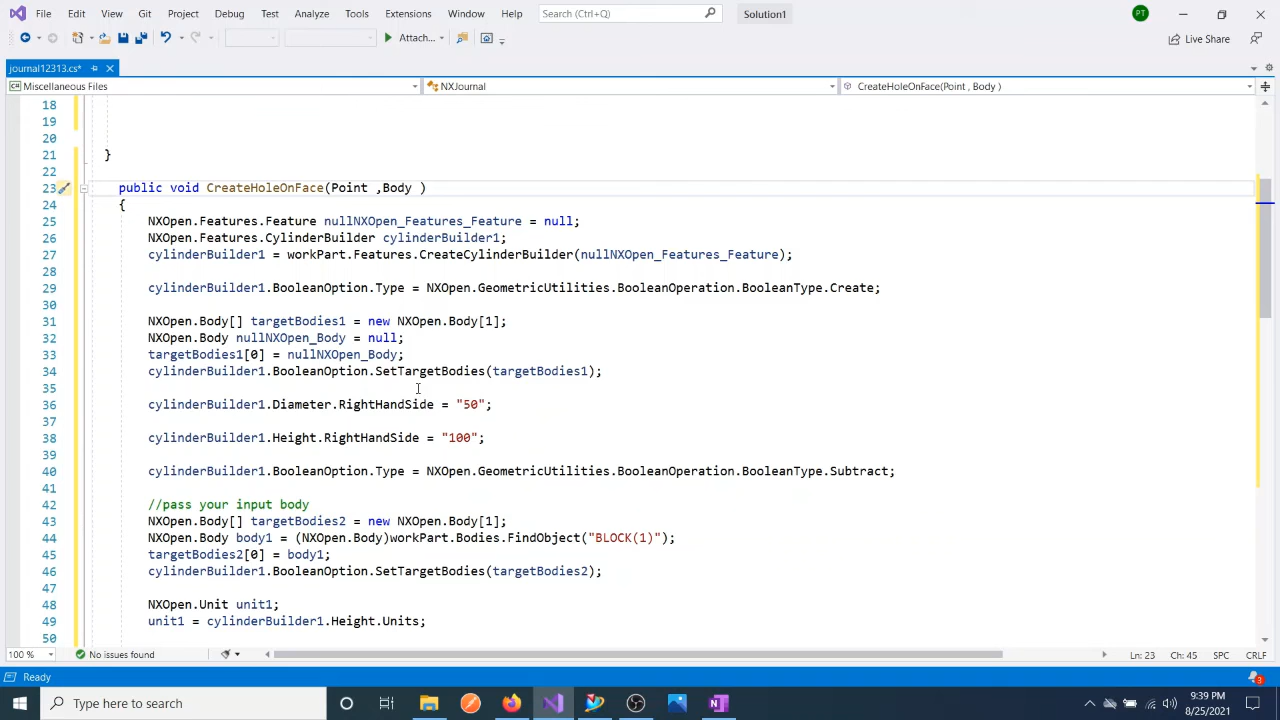 File Edit View Git Project Debug Test Analyze Tools Extensions Window Help Search (Ctrl+Q) Solution1 PT
Attach... Live Share
journal12313.cs*
Miscellaneous Files NXJournal CreateHoleOnFace(Point , Body )
18
19
20
21 }
22
23 public void CreateHoleOnFace(Point ,Body )
24 {
25 NXOpen.Features.Feature nullNXOpen_Features_Feature = null;
26 NXOpen.Features.CylinderBuilder cylinderBuilder1;
27 cylinderBuilder1 = workPart.Features.CreateCylinderBuilder(nullNXOpen_Features_Feature);
28
29 cylinderBuilder1.BooleanOption.Type = NXOpen.GeometricUtilities.BooleanOperation.BooleanType.Create;
30
31 NXOpen.Body[] targetBodies1 = new NXOpen.Body[1];
32 NXOpen.Body nullNXOpen_Body = null;
33 targetBodies1[0] = nullNXOpen_Body;
34 cylinderBuilder1.BooleanOption.SetTargetBodies(targetBodies1);
35
36 cylinderBuilder1.Diameter.RightHandSide = "50";
37
38 cylinderBuilder1.Height.RightHandSide = "100";
39
40 cylinderBuilder1.BooleanOption.Type = NXOpen.GeometricUtilities.BooleanOperation.BooleanType.Subtract;
41
42 //pass your input body
43 NXOpen.Body[] targetBodies2 = new NXOpen.Body[1];
44 NXOpen.Body body1 = (NXOpen.Body)workPart.Bodies.FindObject("BLOCK(1)");
45 targetBodies2[0] = body1;
46 cylinderBuilder1.BooleanOption.SetTargetBodies(targetBodies2);
47
48 NXOpen.Unit unit1;
49 unit1 = cylinderBuilder1.Height.Units;
50
100 % No issues found Ln: 23 Ch: 45 SPC CRLF
Ready 3
Type here to search 9:39 PM
8/25/2021